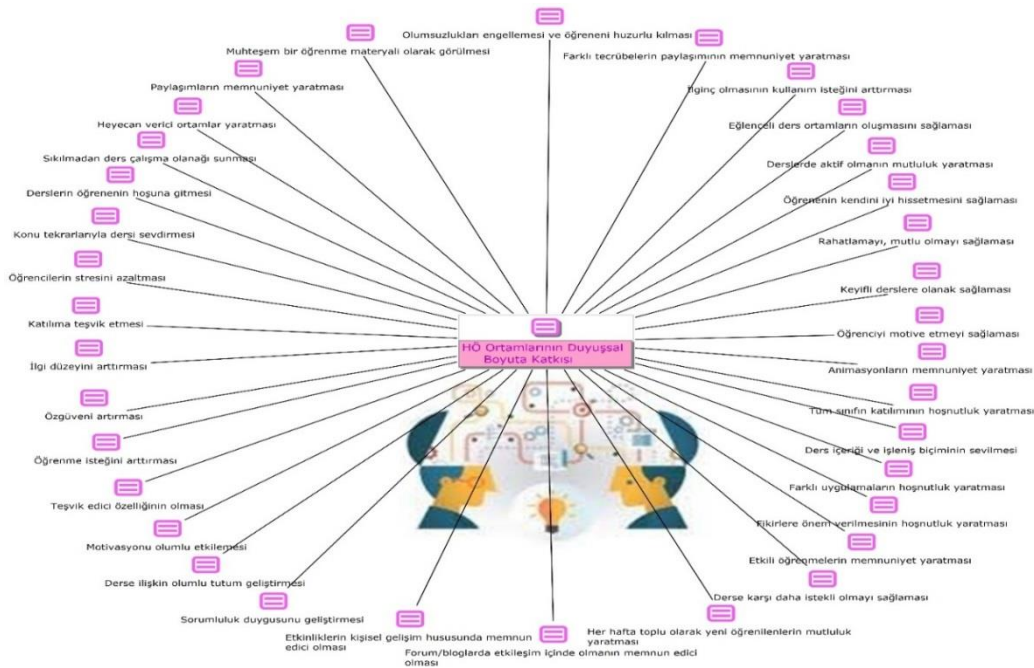 Olumsuzlukları engellemesi ve öğreneni huzurlu kılması
Muhteşem bir öğrenme materyali olarak görülmesi
Farklı tecrübelerin paylaşımının memnuniyet yaratması
Paylaşımların memnuniyet yaratması
İlginç olmasının kullanım isteğini arttırması
Heyecan verici ortamlar yaratması
Eğlenceli ders ortamların oluşmasını sağlaması
Sıkılmadan ders çalışma olanağı sunması
Derslerde aktif olmanın mutluluk yaratması
Derslerin öğrenenin hoşuna gitmesi
Öğrenenin kendini iyi hissetmesini sağlaması
Konu tekrarlarıyla dersi sevdirmesi
Rahatlamayı, mutlu olmayı sağlaması
Öğrencilerin stresini azaltması
Keyifli derslere olanak sağlaması
Katılıma teşvik etmesi
Öğrenciyi motive etmeyi sağlaması
HÖ Ortamlarının Duyuşsal
Boyuta Katkısı
İlgi düzeyini arttırması
Animasyonların memnuniyet yaratması
Özgüveni artırması
Tüm sınıfın katılımının hoşnutluk yaratması
Öğrenme isteğini arttırması
Ders içeriği ve işleniş biçiminin sevilmesi
Teşvik edici özelliğinin olması
Farklı uygulamaların hoşnutluk yaratması
Motivasyonu olumlu etkilemesi
Fikirlere önem verilmesinin hoşnutluk yaratması
Derse ilişkin olumlu tutum geliştirmesi
Etkili öğrenmelerin memnuniyet yaratması
Sorumluluk duygusunu geliştirmesi
Derse karşı daha istekli olmayı sağlaması
Etkinliklerin kişisel gelişim hususunda memnun
edici olması
Forum/bloglarda etkileşim içinde olmanın memnun edici
olması
Her hafta toplu olarak yeni öğrenilenlerin mutluluk
yaratması